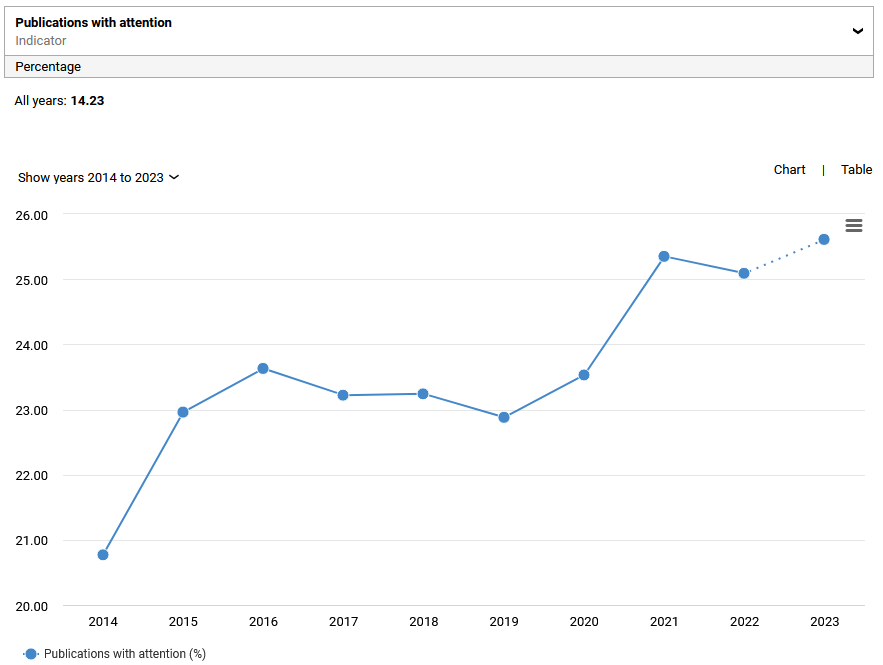 Publications with attention
Indicator
Percentage
All years: 14.23
Show years 2014 to 2023
Chart | Table
26.00
25.00
24.00
23.00
22.00
21.00
20.00
2014 2015 2016 2017 2018 2019 2020 2021 2022 2023
Publications with attention (%)